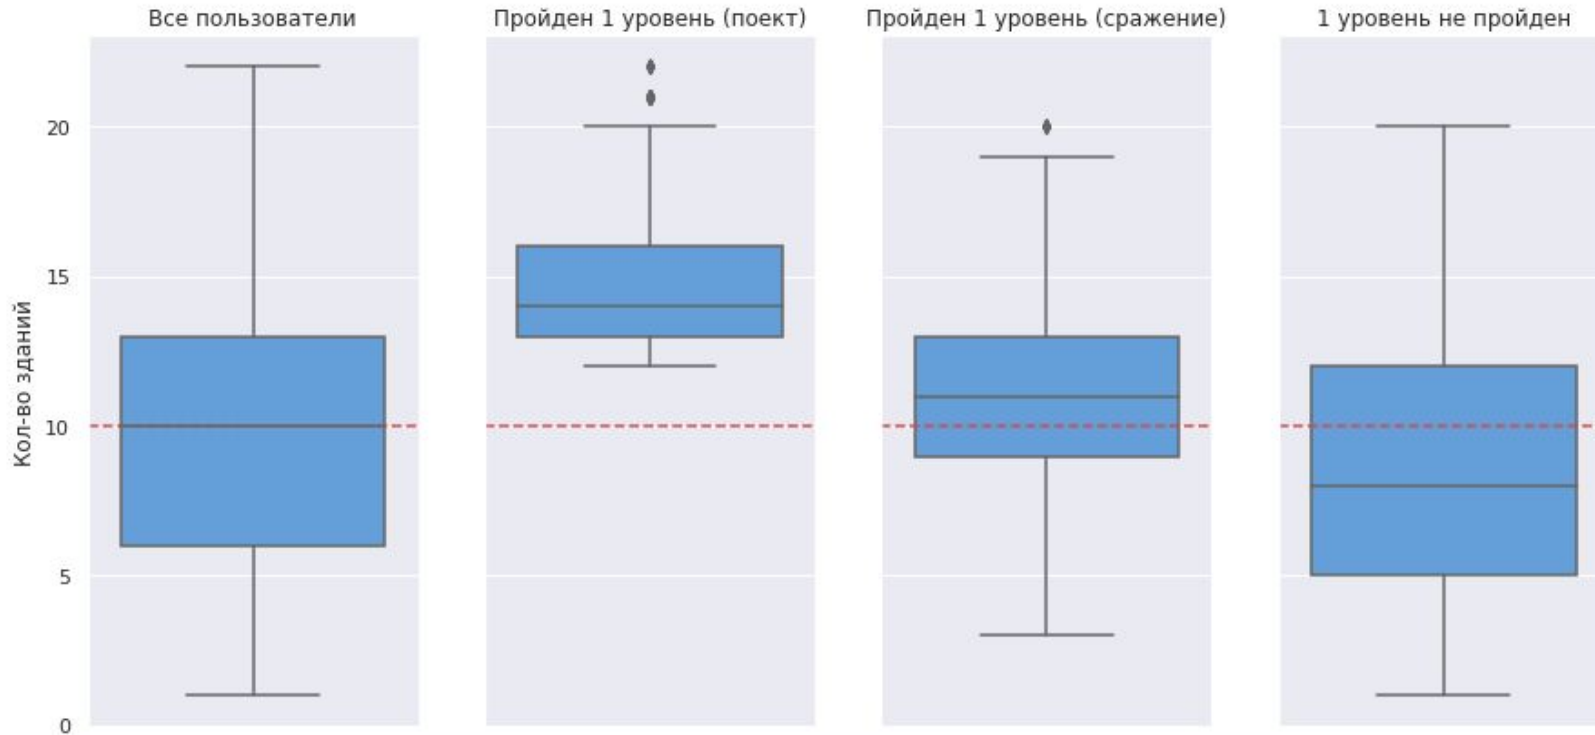 Все пользователи
Пройден 1 уровень (поект)
Пройден 1 уровень (сражение)
1 уровень не пройден
Кол-во зданий
20
15
10
5
0